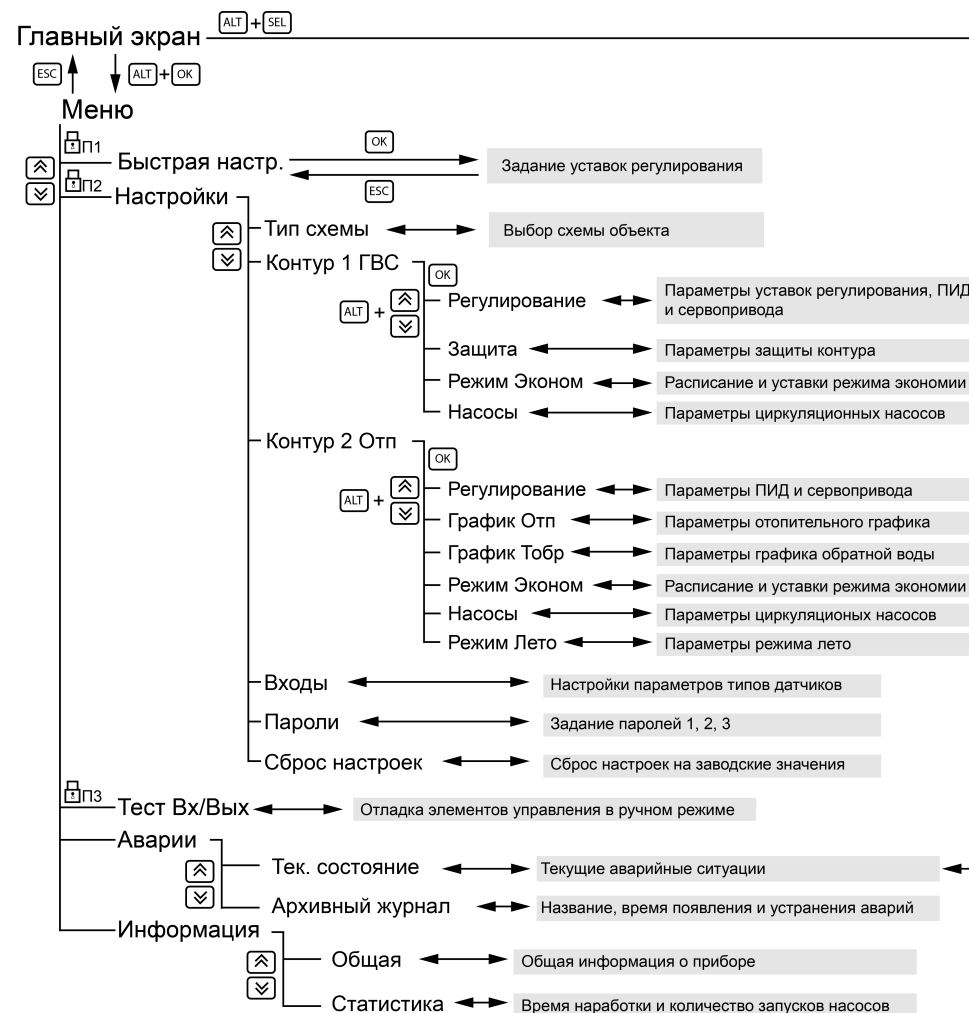 ALT + SEL
Главный экран
ESC ALT + OK
Меню
П1
Быстрая настр. OK ESC Задание уставок регулирования
П2
Настройки
Тип схемы Выбор схемы объекта
Контур 1 ГВС
OK
ALT +
Регулирование Параметры уставок регулирования, ПИД
и сервопривода
Защита Параметры защиты контура
Режим Эконом Расписание и уставки режима экономии
Насосы Параметры циркуляционных насосов
Контур 2 Отп
OK
ALT +
Регулирование Параметры ПИД и сервопривода
График Отп Параметры отопительного графика
График Тобр Параметры графика обратной воды
Режим Эконом Расписание и уставки режима экономии
Насосы Параметры циркуляционых насосов
Режим Лето Параметры режима лето
Входы Настройки параметров типов датчиков
Пароли Задание паролей 1, 2, 3
Сброс настроек Сброс настроек на заводские значения
П3
Тест Вх/Вых Отладка элементов управления в ручном режиме
Аварии
Тек. состояние Текущие аварийные ситуации
Архивный журнал Название, время появления и устранения аварий
Информация
Общая Общая информация о приборе
Статистика Время наработки и количество запусков насосов